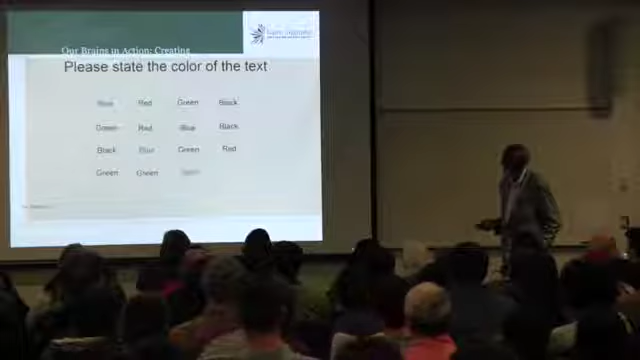 Our Brains in Action: Creating
Please state the color of the text
Blue Red Green Black
Green Red Blue Black
Black Blue Green Red
Green Green